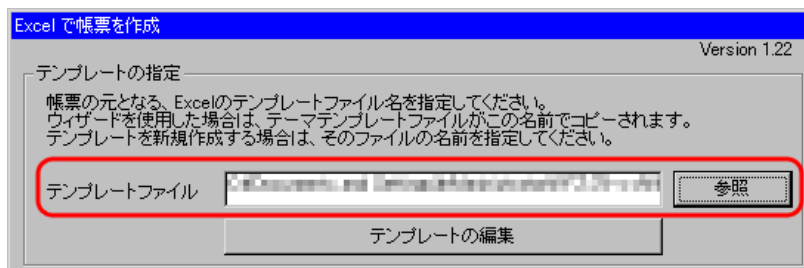 Excel で帳票を作成
Version 1.22
テンプレートの指定
帳票の元となる、Excelのテンプレートファイル名を指定してください。
ウィザードを使用した場合は、テーマテンプレートファイルがこの名前でコピーされます。
テンプレートを新規作成する場合は、そのファイルの名前を指定してください。
テンプレートファイル
参照
テンプレートの編集